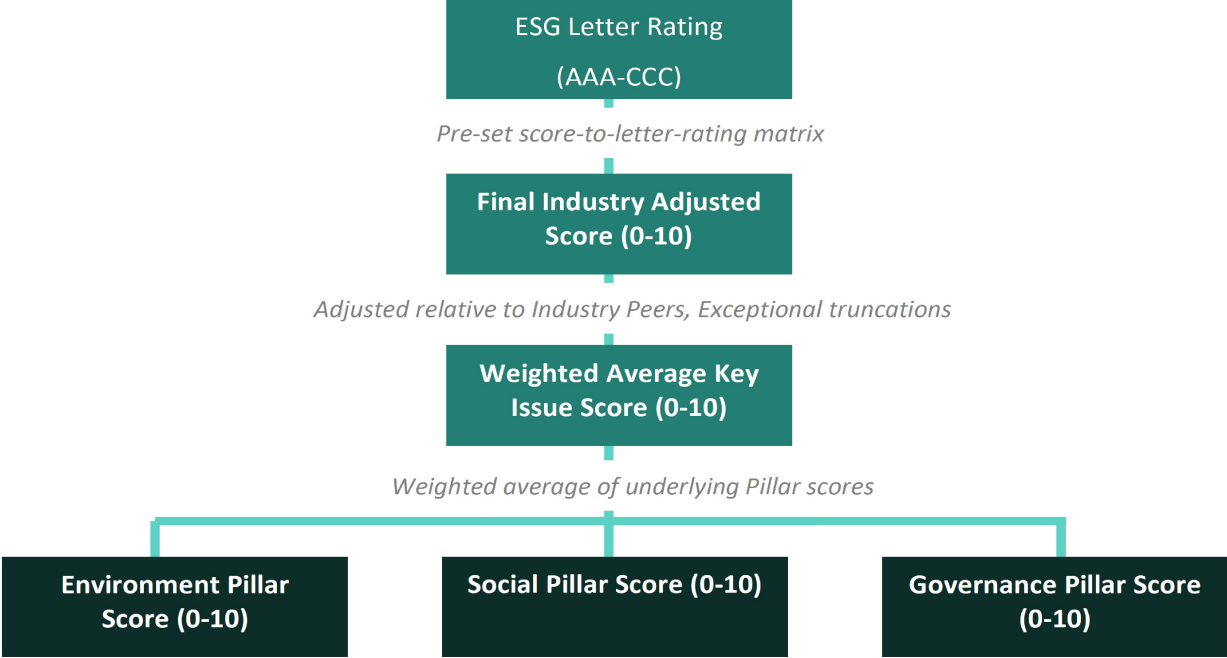 ESG Letter Rating
(AAA-CCC)
Pre-set score-to-letter-rating matrix
Final Industry Adjusted
Score (0-10)
Adjusted relative to Industry Peers, Exceptional truncations
Weighted Average Key
Issue Score (0-10)
Weighted average of underlying Pillar scores
Environment Pillar
Score (0-10)
Social Pillar Score (0-10)
Governance Pillar Score
(0-10)